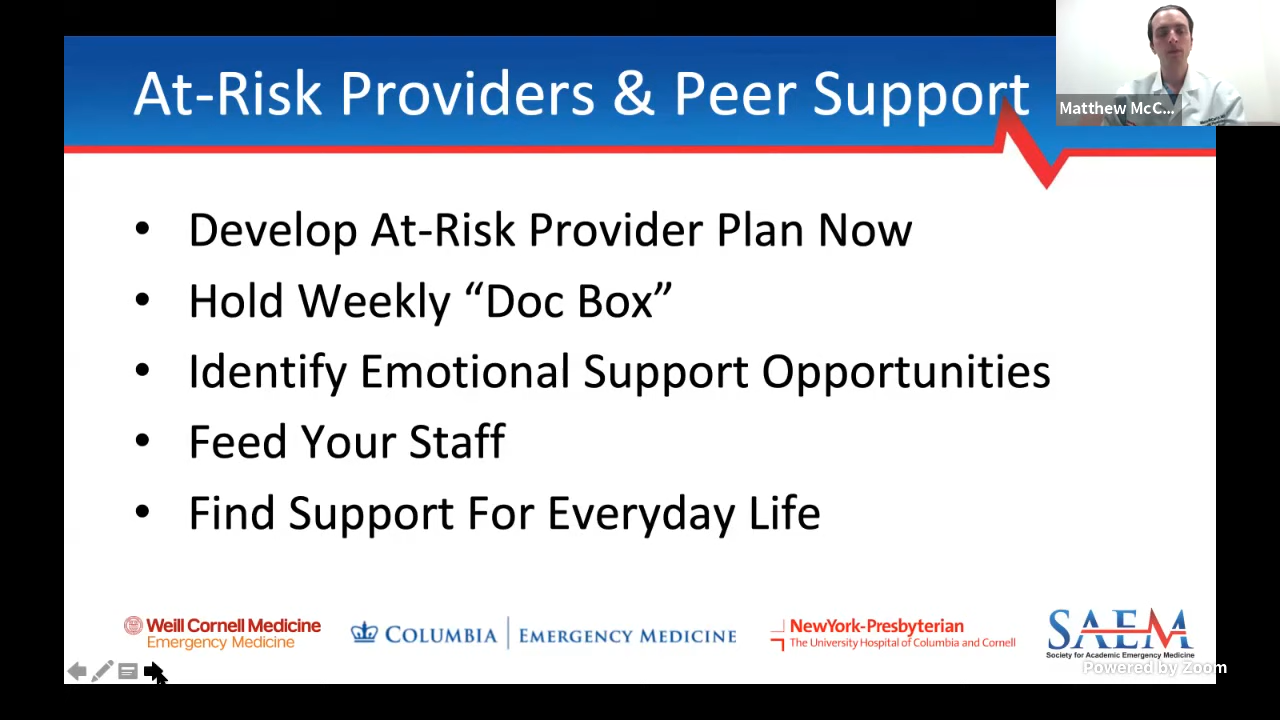 At-Risk Providers & Peer Support
Matthew McC...
• Develop At-Risk Provider Plan Now
• Hold Weekly “Doc Box”
• Identify Emotional Support Opportunities
• Feed Your Staff
• Find Support For Everyday Life
Weill Cornell Medicine
Emergency Medicine
COLUMBIA
EMERGENCY MEDICINE
NewYork-Presbyterian
The University Hospital of Columbia and Cornell
SAEM
Society for Academic Emergency Medicine
Powered by Zoom